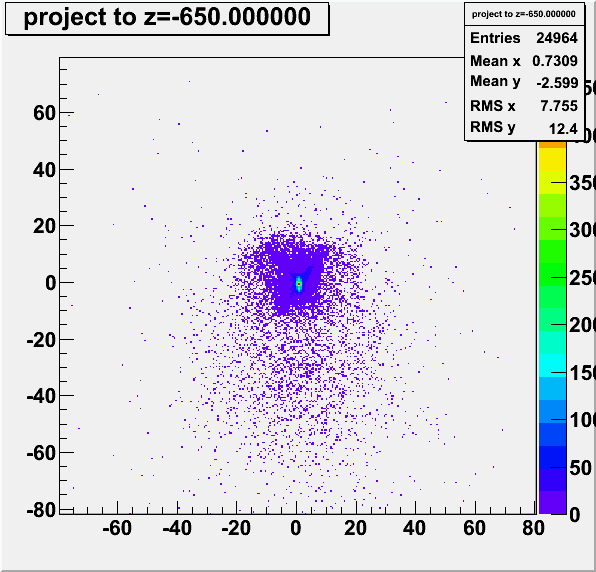 project to z=-650.000000
project to z=-650.000000
Entries 24964
Mean x 0.7309
Mean y -2.599
RMS x 7.755
RMS y 12.4
60
40
20
0
-20
-40
-60
-80
-60 -40 -20 0 20 40 60 80
350
300
250
200
150
100
50
0